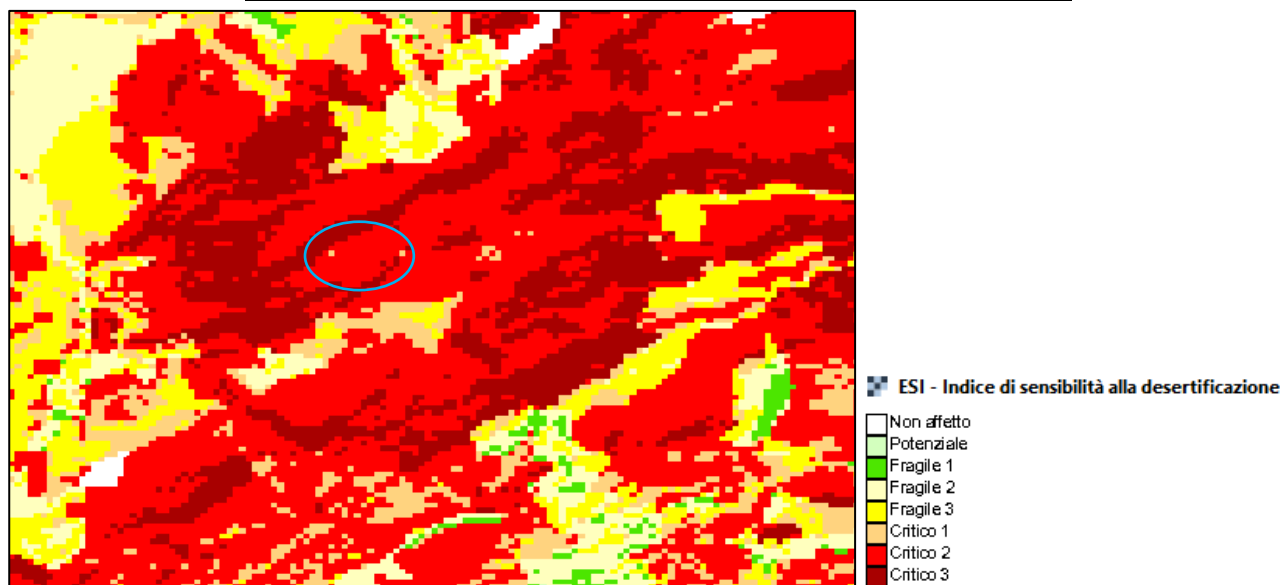 ESI - Indice di sensibilità alla desertificazione
Non affetto
Potenziale
Fragile 1
Fragile 2
Fragile 3
Critico 1
Critico 2
Critico 3